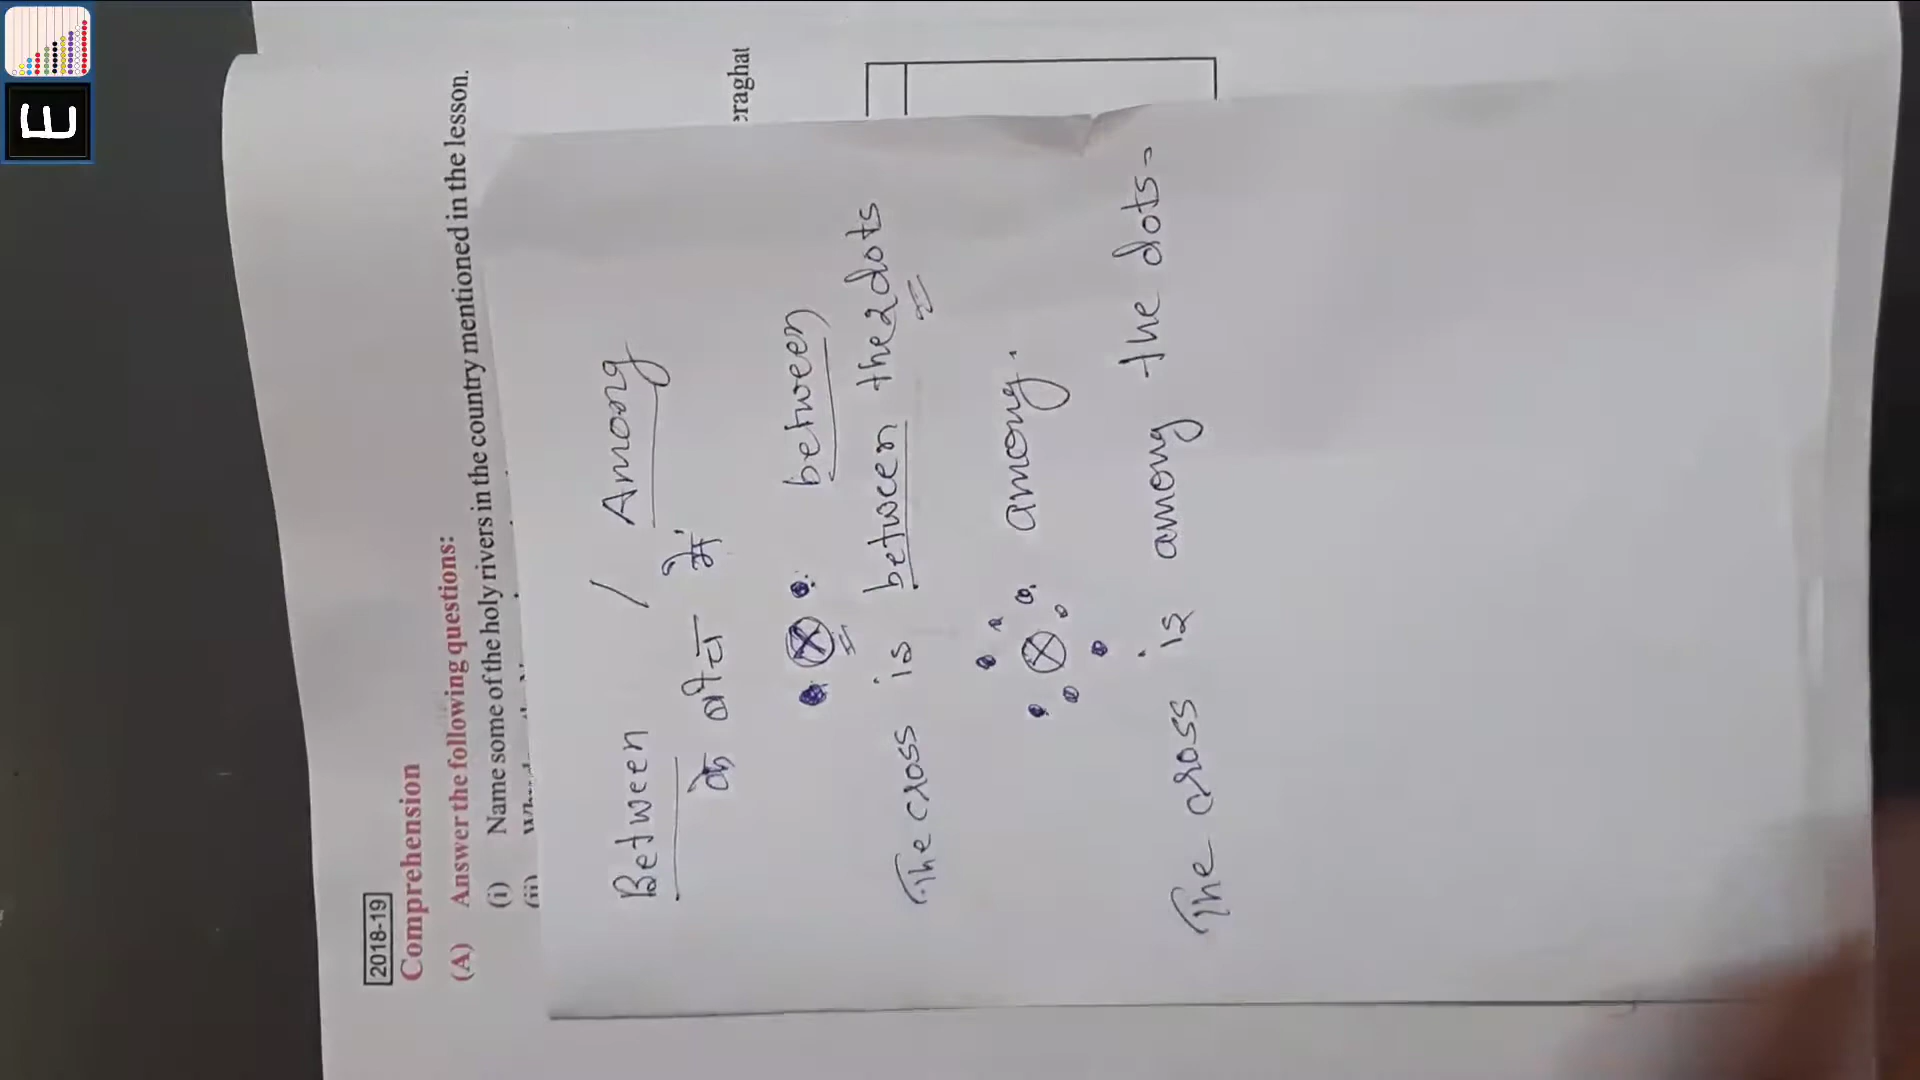 E
2018-19
Comprehension
(A) Answer the following questions:
(i) Name some of the holy rivers in the country mentioned in the lesson.
(ii)
eraghat
Between / Among
के बीच में
between
The cross is between the 2 dots
among.
The cross is among the dots-